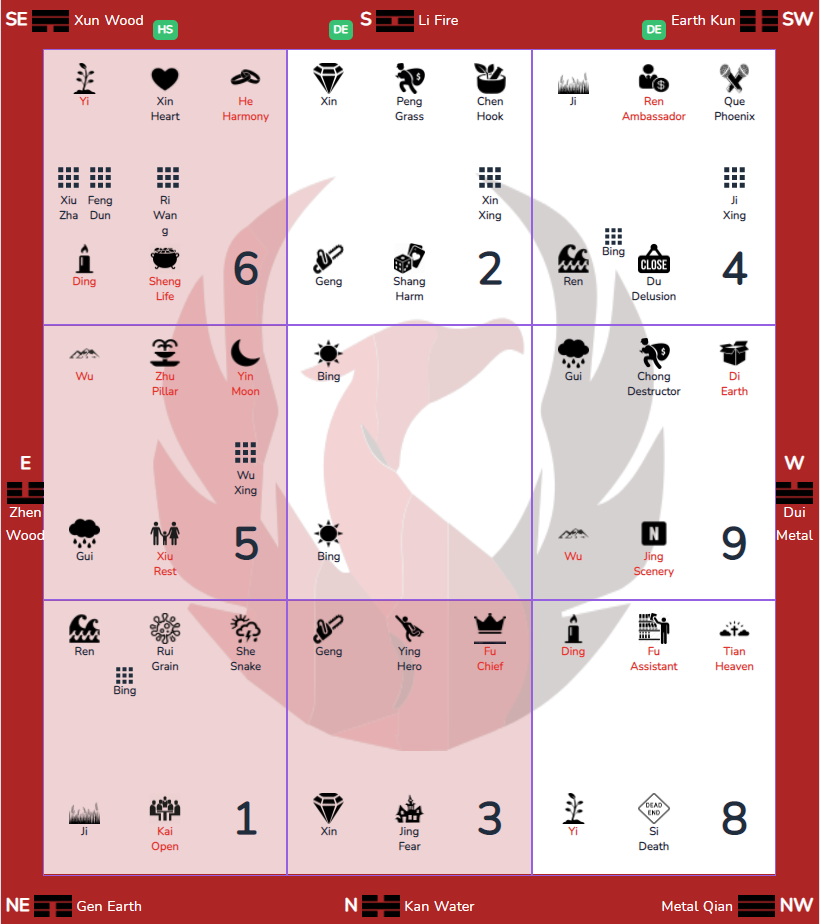 SE Xun Wood S Li Fire Earth Kun SW
HS DE DE
Yi Xin Heart He Harmony
Xiu Zha Feng Dun Ri Wan g
Ding Sheng Life 6
Xin Peng Grass Chen Hook
Xin Xing
Geng Shang Harm 2
Ji Ren Ambassador Que Phoenix
Ji Xing
Bing
Ren CLOSE Du Delusion 4
E
Zhen Wood
Wu Zhu Pillar Yin Moon
Wu Xing
Gui Xiu Rest 5
Bing
Bing
Gui Chong Destructor Di Earth
Wu N Jing Scenery 9
W
Dui Metal
Ren Rui Grain She Snake
Bing
Ji Kai Open 1
Geng Ying Hero Fu Chief
Xin Jing Fear 3
Ding Fu Assistant Tian Heaven
Yi DEAD END Si Death 8
NE Gen Earth N Kan Water Metal Qian NW